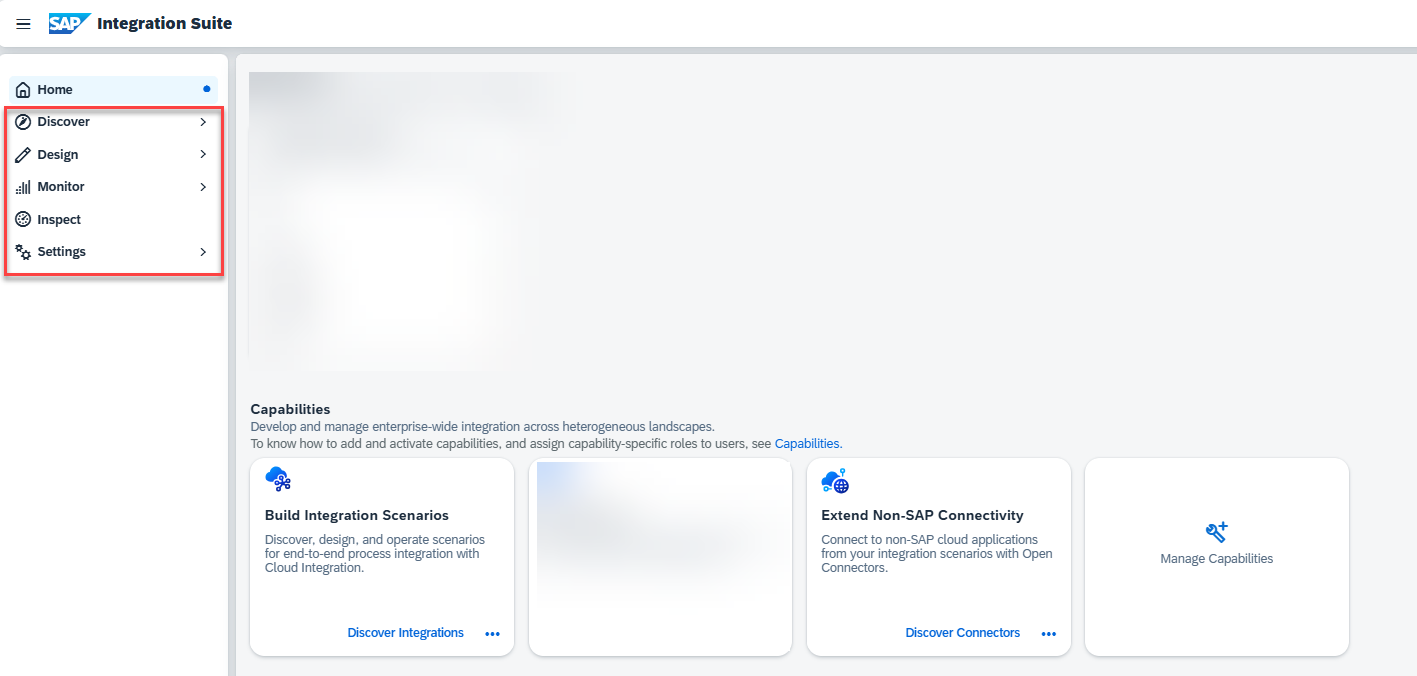 SAP Integration Suite
Home
Discover
Design
Monitor
Inspect
Settings
Capabilities
Develop and manage enterprise-wide integration across heterogeneous landscapes.
To know how to add and activate capabilities, and assign capability-specific roles to users, see Capabilities.
Build Integration Scenarios
Discover, design, and operate scenarios
for end-to-end process integration with
Cloud Integration.
Discover Integrations
Extend Non-SAP Connectivity
Connect to non-SAP cloud applications
from your integration scenarios with Open
Connectors.
Discover Connectors
Manage Capabilities